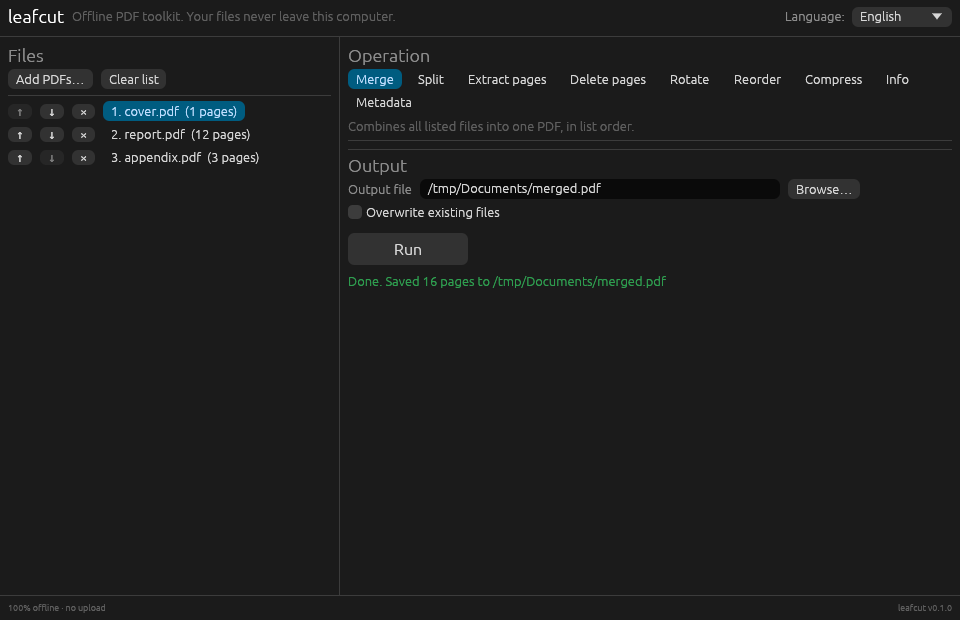 leafcut Offline PDF toolkit. Your files never leave this computer. Language: English
Files
Add PDFs... Clear list
↑ ↓ × 1. cover.pdf (1 pages)
↑ ↓ × 2. report.pdf (12 pages)
↑ ↓ × 3. appendix.pdf (3 pages)
Operation
Merge Split Extract pages Delete pages Rotate Reorder Compress Info
Metadata
Combines all listed files into one PDF, in list order.
Output
Output file /tmp/Documents/merged.pdf Browse...
Overwrite existing files
Run
Done. Saved 16 pages to /tmp/Documents/merged.pdf
100% offline · no upload leafcut v0.1.0